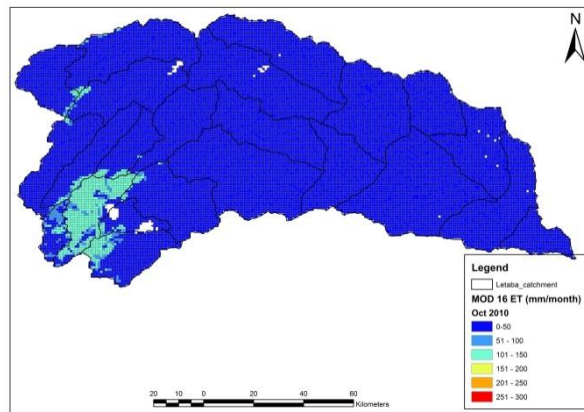 N
Legend
Letaba_catchment
MOD 16 ET (mm/month)
Oct 2010
0-50
51 - 100
101 - 150
151 - 200
201 - 250
251 - 300
20 10 0 20 40 60
Kilometers